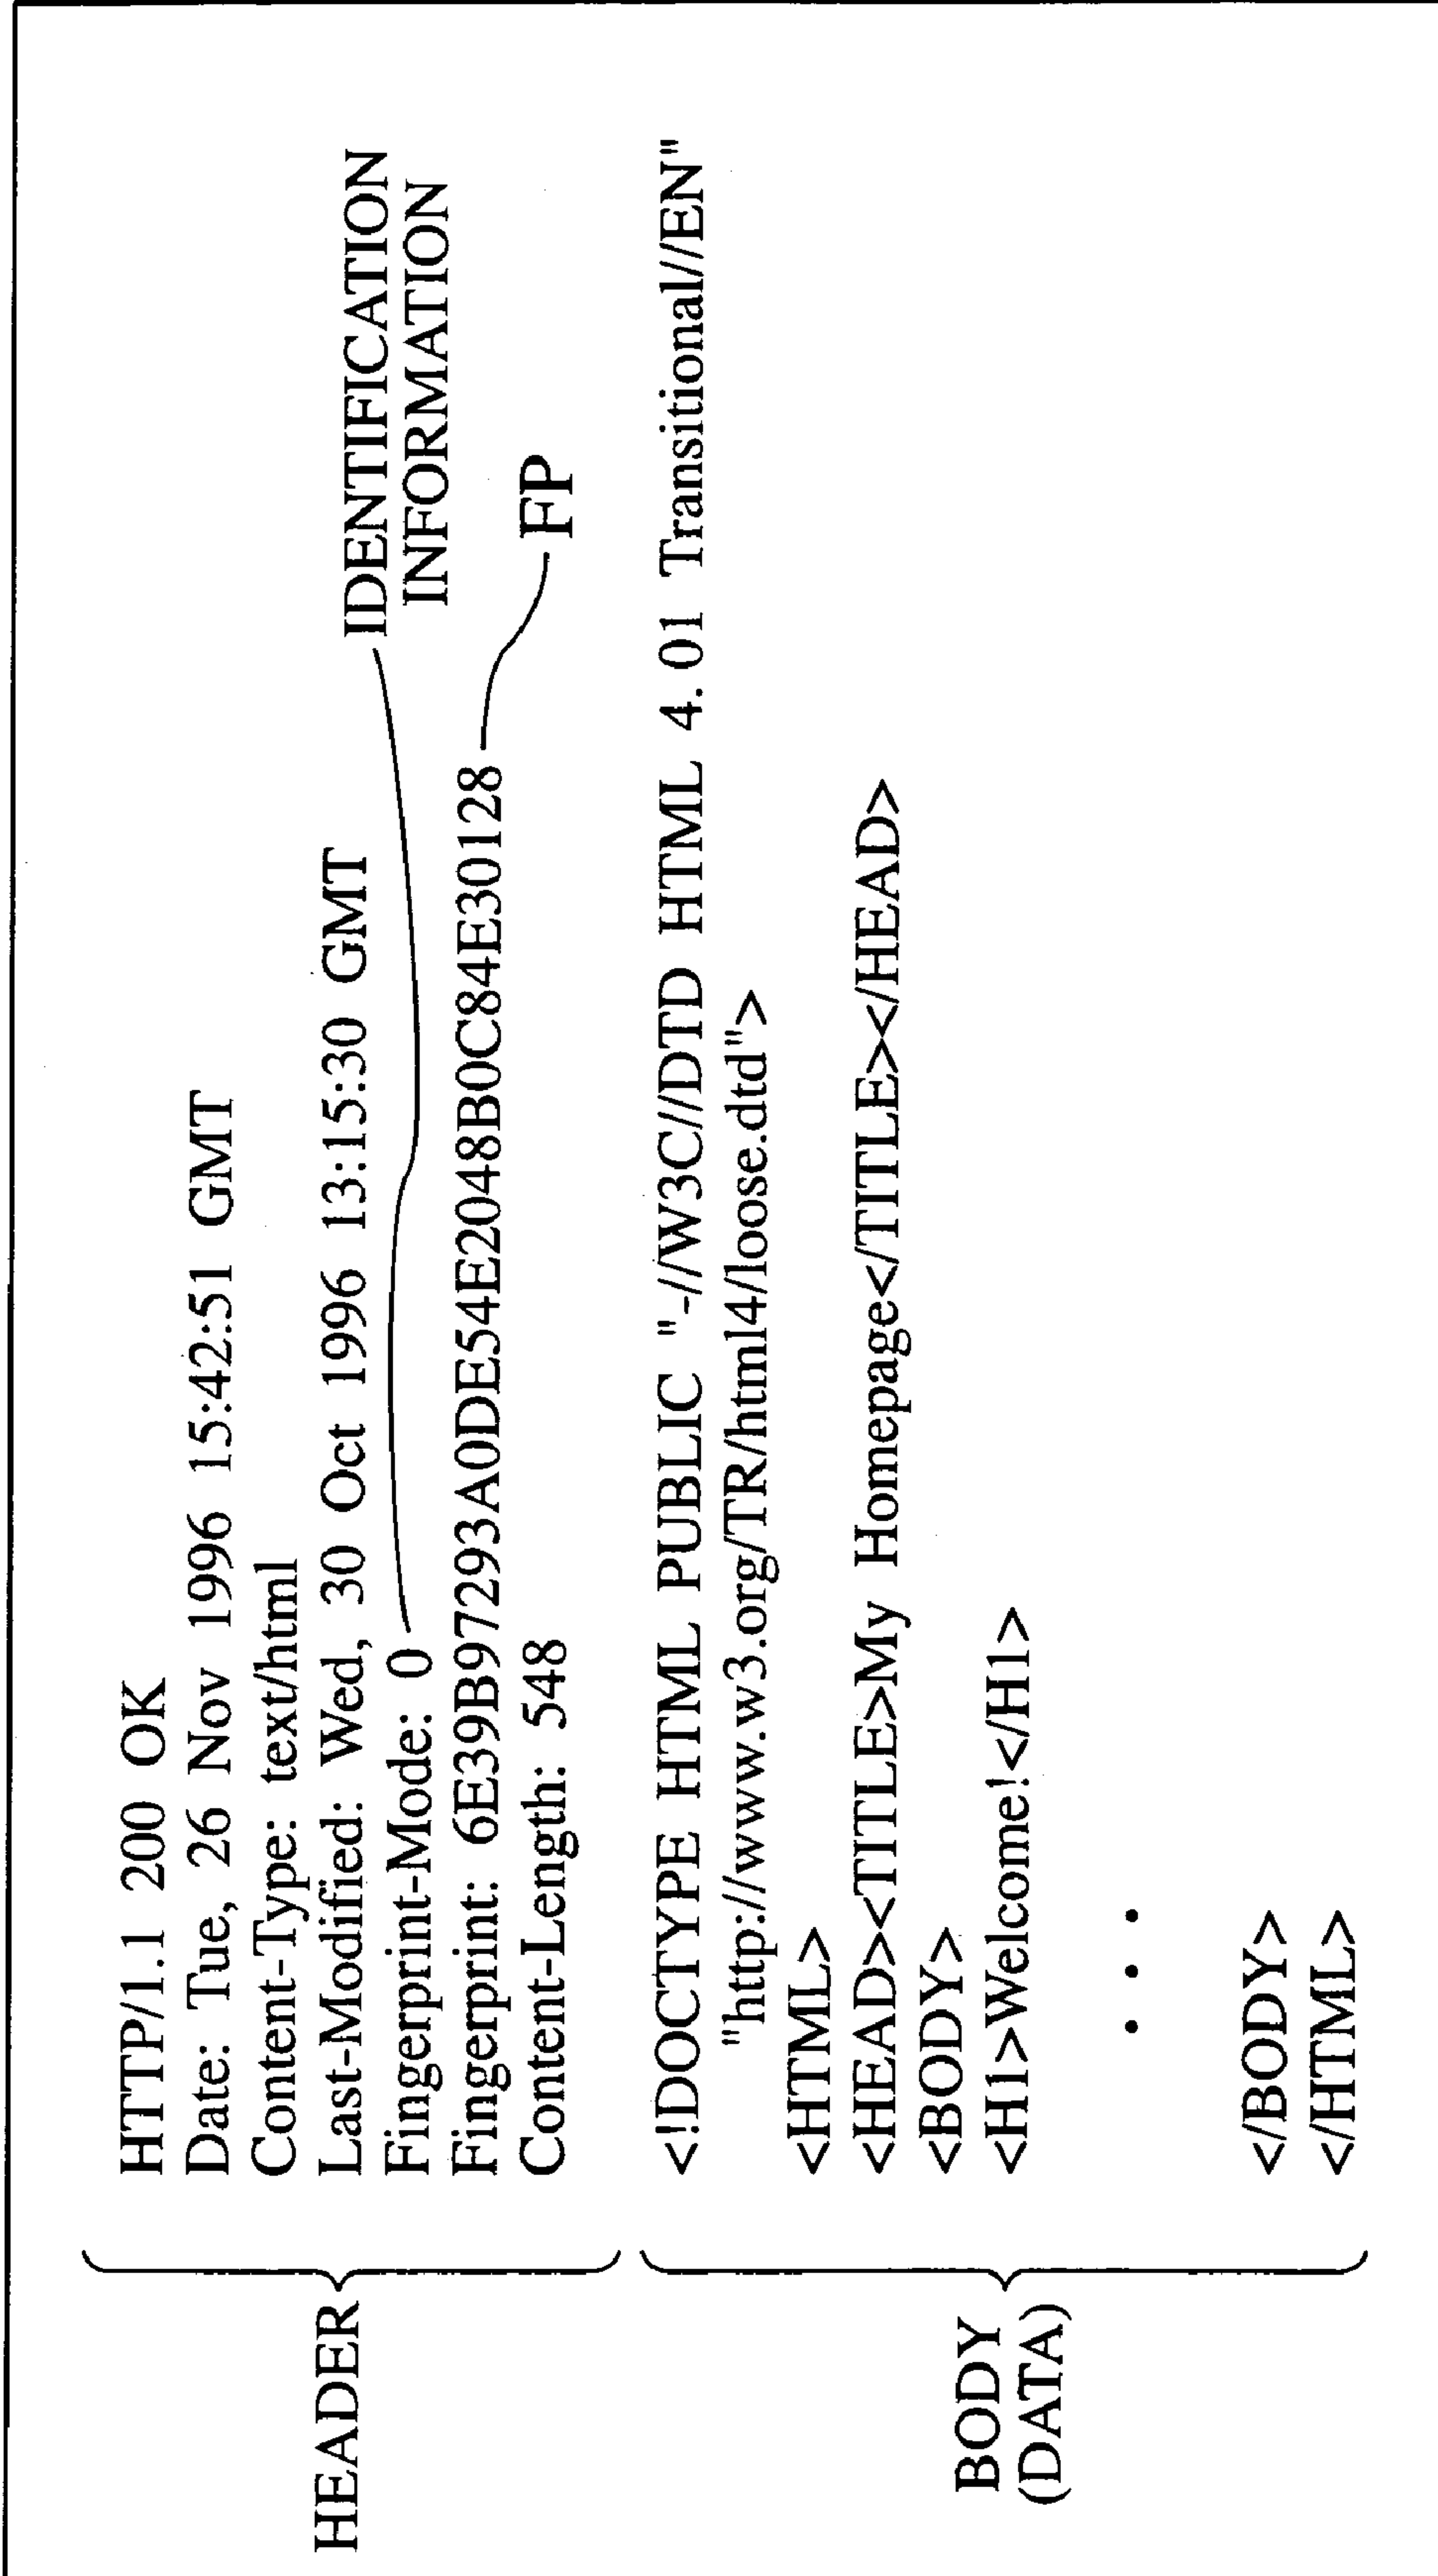 HEADER
HTTP/1.1 200 OK
Date: Tue, 26 Nov 1996 15:42:51 GMT
Content-Type: text/html
Last-Modified: Wed, 30 Oct 1996 13:15:30 GMT
Fingerprint-Mode: 0
IDENTIFICATION
INFORMATION
Fingerprint: 6E39B97293A0DE54E2048B0C84E30128
FP
Content-Length: 548
BODY
(DATA)
<!DOCTYPE HTML PUBLIC "-//W3C//DTD HTML 4. 01 Transitional//EN"
"http://www.w3.org/TR/html4/loose.dtd">
<HTML>
<HEAD><TITLE>My Homepage</TITLE></HEAD>
<BODY>
<H1>Welcome!</H1>
• • •
</BODY>
</HTML>